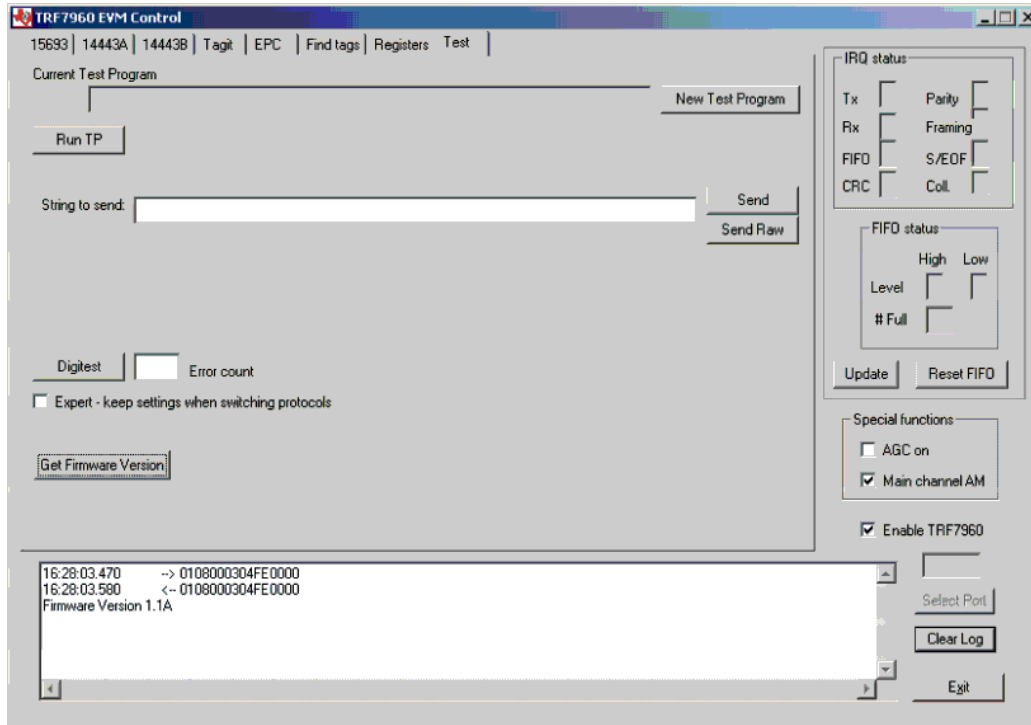 TRF7960 EVM Control
15693 14443A 14443B Tagit EPC Find tags Registers Test
Current Test Program
New Test Program
Run TP
String to send:
Send
Send Raw
Digitest
Error count
Expert - keep settings when switching protocols
Get Firmware Version
IRQ status
Tx Parity
Rx Framing
FIFO S/EOF
CRC Coll.
FIFO status
High Low
Level
# Full
Update Reset FIFO
Special functions
AGC on
Main channel AM
Enable TRF7960
Select Port
Clear Log
Exit
16:28:03.470 --> 0108000304FE0000
16:28:03.580 <-- 0108000304FE0000
Firmware Version 1.1A